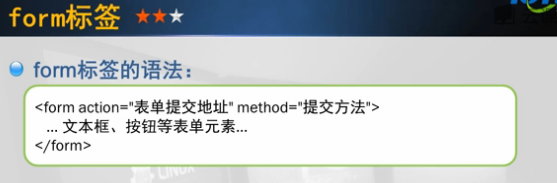 form标签
form标签的语法：
<form action="表单提交地址" method="提交方法">
... 文本框、按钮等表单元素...
</form>
LINUX